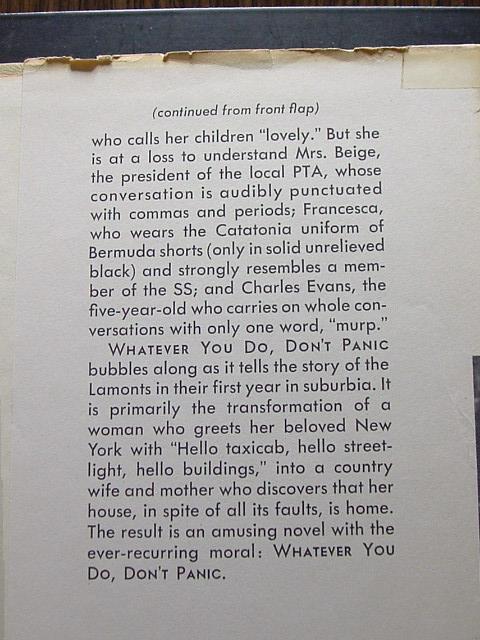 (continued from front flap)
who calls her children "lovely." But she
is at a loss to understand Mrs. Beige,
the president of the local PTA, whose
conversation is audibly punctuated
with commas and periods; Francesca,
who wears the Catatonia uniform of
Bermuda shorts (only in solid unrelieved
black) and strongly resembles a mem-
ber of the SS; and Charles Evans, the
five-year-old who carries on whole con-
versations with only one word, "murp."
WHATEVER YOU DO, DON'T PANIC
bubbles along as it tells the story of the
Lamonts in their first year in suburbia. It
is primarily the transformation of a
woman who greets her beloved New
York with "Hello taxicab, hello street-
light, hello buildings," into a country
wife and mother who discovers that her
house, in spite of all its faults, is home.
The result is an amusing novel with the
ever-recurring moral: WHATEVER YOU
DO, DON'T PANIC.